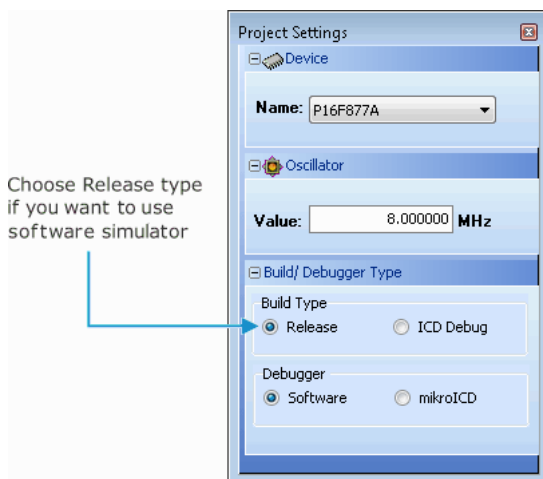 Project Settings
Device
Name: P16F877A
Oscillator
Choose Release type
if you want to use
software simulator
Value: 8.000000 MHz
Build/ Debugger Type
Build Type
Release ICD Debug
Debugger
Software mikroICD